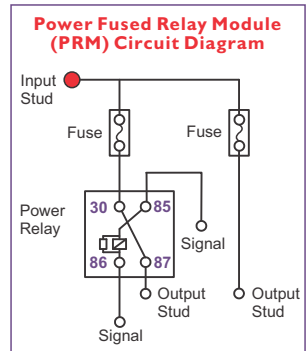 Power Fused Relay Module
(PRM) Circuit Diagram
Input
Stud
Fuse
Fuse
Power
Relay
30
85
86
87
Signal
Output
Stud
Output
Stud
Signal